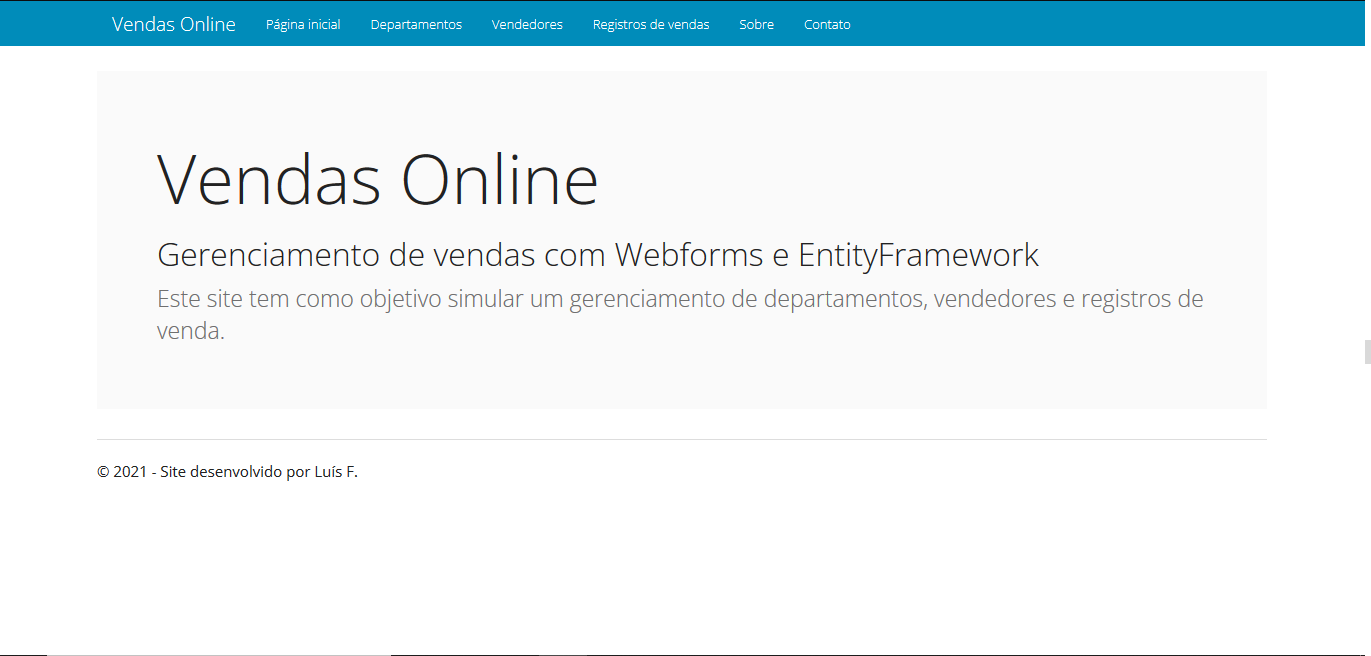 Vendas Online Página inicial Departamentos Vendedores Registros de vendas Sobre Contato
Vendas Online
Gerenciamento de vendas com Webforms e EntityFramework
Este site tem como objetivo simular um gerenciamento de departamentos, vendedores e registros de
venda.
© 2021 - Site desenvolvido por Luís F.